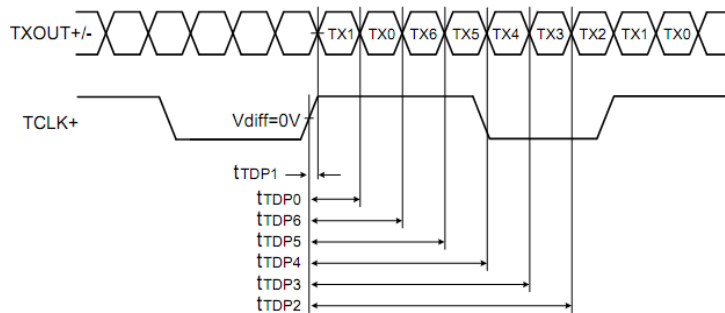 TXOUT+/- TX1 TX0 TX6 TX5 TX4 TX3 TX2 TX1 TX0
TCLK+ Vdiff=0V
tTDP1
tTDP0
tTDP6
tTDP5
tTDP4
tTDP3
tTDP2